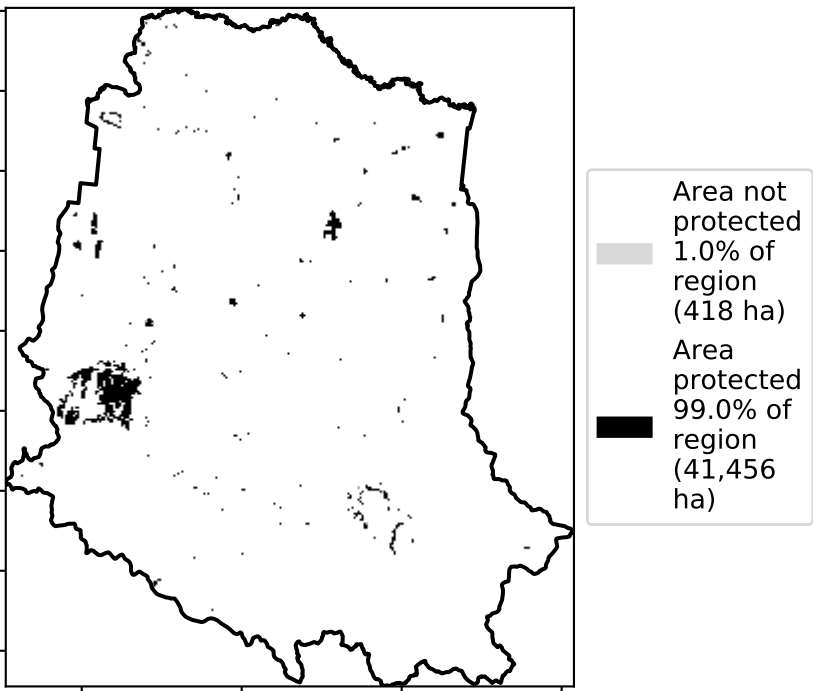 Area not
protected
1.0% of
region
(418 ha)
Area
protected
99.0% of
region
(41,456
ha)